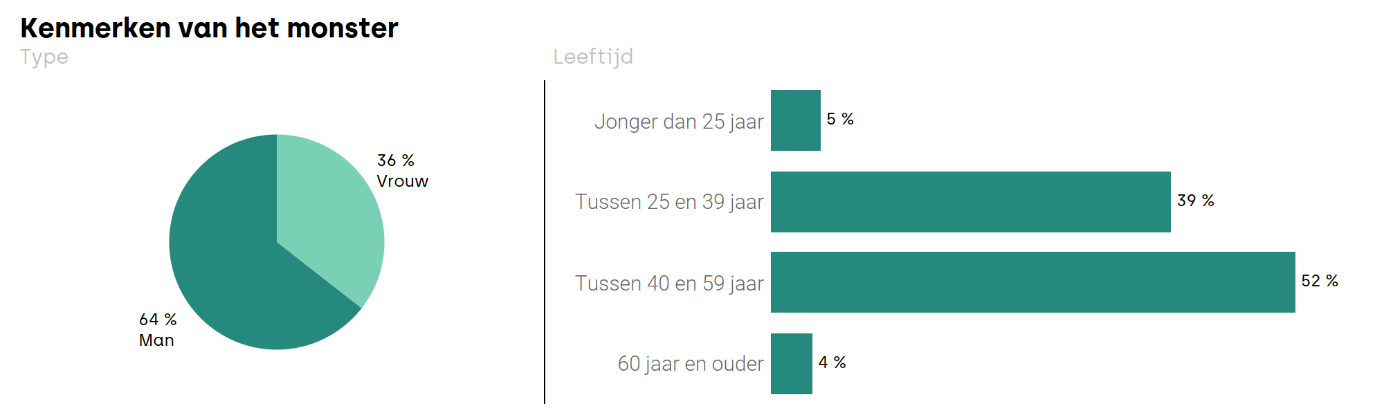 Kenmerken van het monster
Type
36 %
Vrouw
64 %
Man
Leeftijd
Jonger dan 25 jaar 5 %
Tussen 25 en 39 jaar 39 %
Tussen 40 en 59 jaar 52 %
60 jaar en ouder 4 %